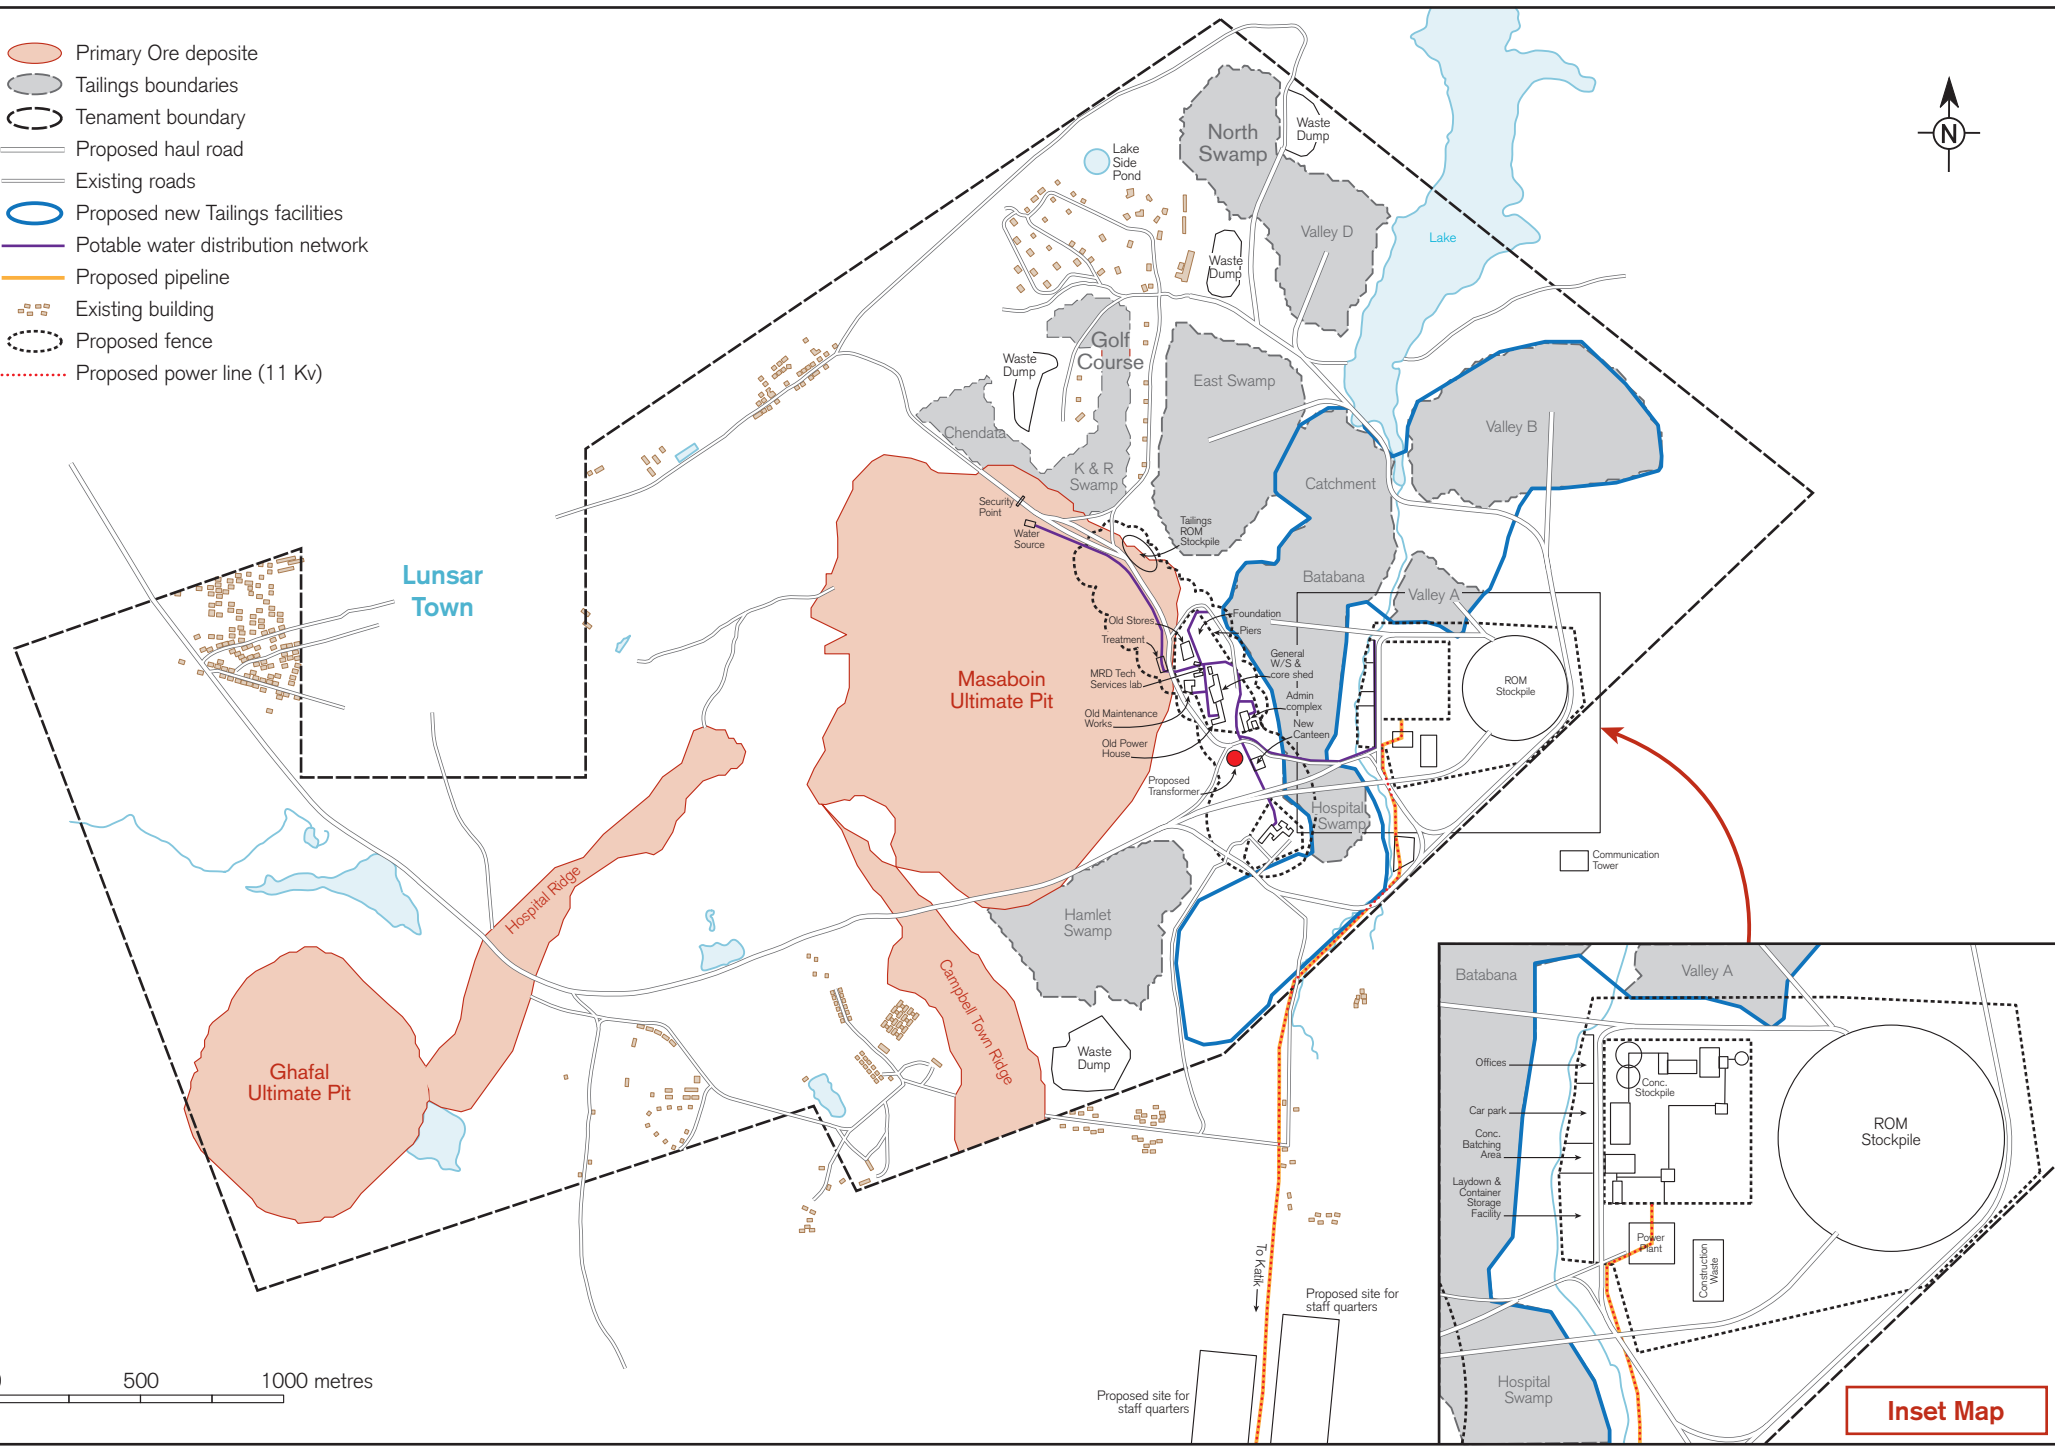 Primary Ore deposite
Tailings boundaries
Tenament boundary
Proposed haul road
Existing roads
Proposed new Tailings facilities
Potable water distribution network
Proposed pipeline
Existing building
Proposed fence
Proposed power line (11 Kv)
N
North
Swamp
Waste
Dump
Lake
Side
Pond
Valley D
Lake
Waste
Dump
Golf
Course
Waste
Dump
East Swamp
Valley B
Chendata
K & R
Swamp
Catchment
Security
Point
Water
Source
Tailings
ROM
Stockpile
Lunsar
Town
Batabana
Valley A
Old Stores
Foundation
Piers
Treatment
General
W/S &
core shed
MRD Tech
Services lab
Admin
complex
Old Maintenance
Works
New
Canteen
Old Power
House
Proposed
Transformer
Masaboin
Ultimate Pit
ROM
Stockpile
Hospital
Swamp
Communication
Tower
Hospital Ridge
Hamlet
Swamp
Campbell Town Ridge
Waste
Dump
Ghafal
Ultimate Pit
To Katik
Proposed site for
staff quarters
Proposed site for
staff quarters
500
1000 metres
Batabana
Valley A
Offices
Conc.
Stockpile
Car park
Conc.
Batching
Area
Laydown &
Container
Storage
Facility
Power
Plant
Construction
Waste
ROM
Stockpile
Hospital
Swamp
Inset Map